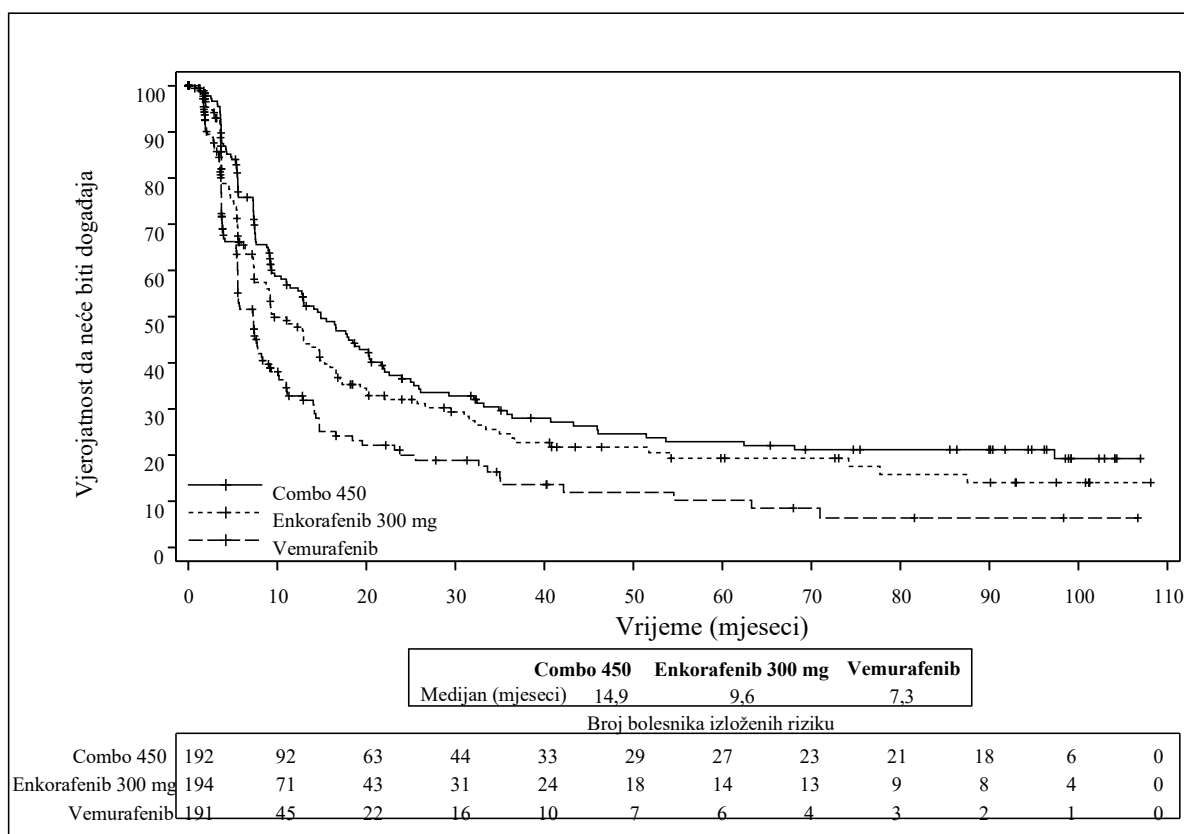 Vjerojatnost da neće biti događaja
100
90
80
70
60
50
40
30
20
10
0
Combo 450
Enkorafenib 300 mg
Vemurafenib
0 10 20 30 40 50 60 70 80 90 100 110
Vrijeme (mjeseci)
Combo 450 Enkorafenib 300 mg Vemurafenib
Medijan (mjeseci) 14,9 9,6 7,3
Broj bolesnika izloženih riziku
Combo 450 192 92 63 44 33 29 27 23 21 18 6 0
Enkorafenib 300 mg 194 71 43 31 24 18 14 13 9 8 4 0
Vemurafenib 191 45 22 16 10 7 6 4 3 2 1 0